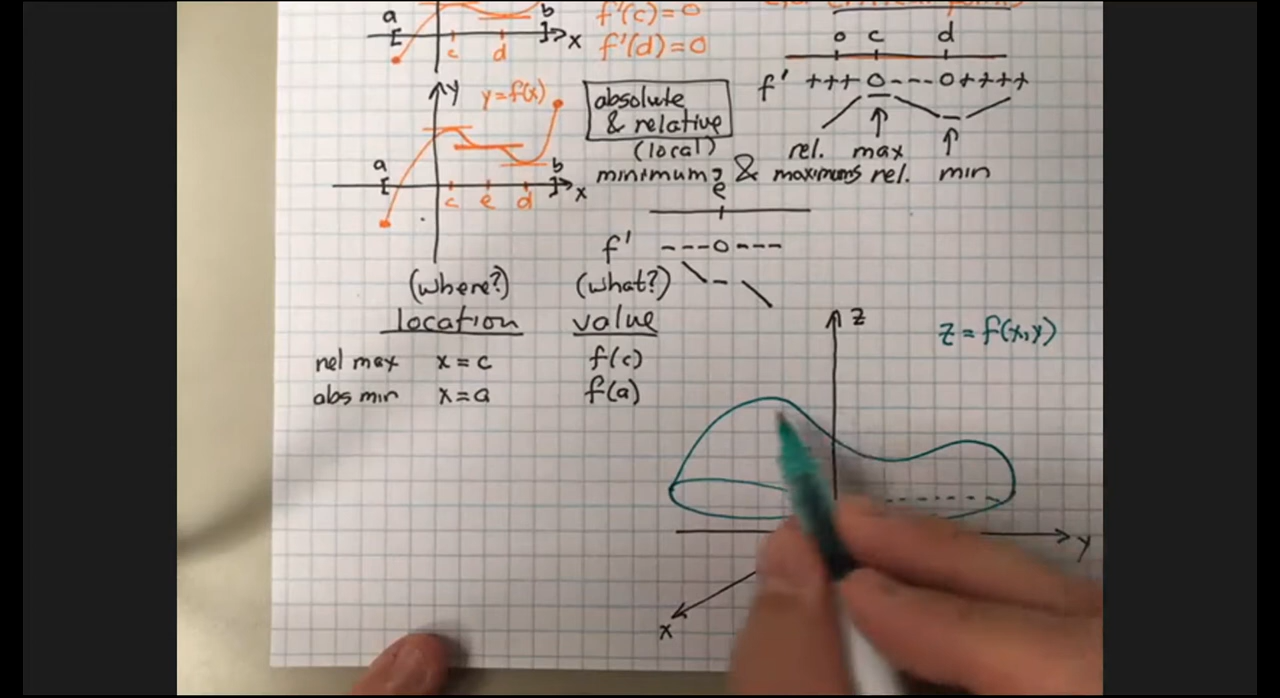 a [ c d ] b x
f'(c)=0
f'(d)=0
o c d
f' +++ 0 --- 0 ++++
rel. max
rel. min
y y=f(x)
a [ c e d ] b x
absolute
& relative
(local)
minimums & maximums
e
f' ---0---
(where?) (what?)
location value
rel max x = c f(c)
abs min x = a f(a)
z z = f(x,y)
y
x